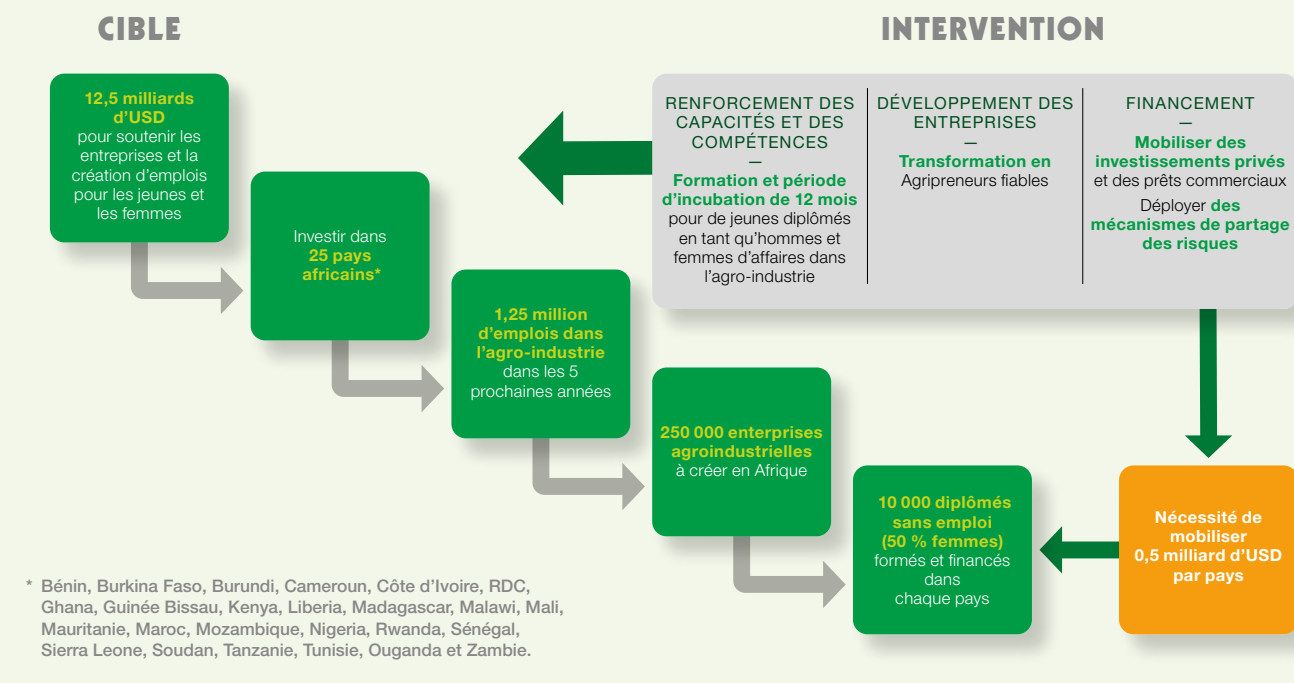 CIBLE
12,5 milliards
d'USD
pour soutenir les
entreprises et la
création d'emplois
pour les jeunes et
les femmes
Investir dans
25 pays
africains*
1,25 million
d'emplois dans
l'agro-industrie
dans les 5
prochaines années
250 000 enterprises
agroindustrielles
à créer en Afrique
10 000 diplômés
sans emploi
(50 % femmes)
formés et financés
dans
chaque pays
INTERVENTION
RENFORCEMENT DES
CAPACITÉS ET DES
COMPÉTENCES
—
Formation et période
d'incubation de 12 mois
pour de jeunes diplômés
en tant qu'hommes et
femmes d'affaires dans
l'agro-industrie
DÉVELOPPEMENT DES
ENTREPRISES
—
Transformation en
Agripreneurs fiables
FINANCEMENT
—
Mobiliser des
investissements privés
et des prêts commerciaux
Déployer des
mécanismes de partage
des risques
Nécessité de
mobiliser
0,5 milliard d'USD
par pays
* Bénin, Burkina Faso, Burundi, Cameroun, Côte d'Ivoire, RDC,
Ghana, Guinée Bissau, Kenya, Liberia, Madagascar, Malawi, Mali,
Mauritanie, Maroc, Mozambique, Nigeria, Rwanda, Sénégal,
Sierra Leone, Soudan, Tanzanie, Tunisie, Ouganda et Zambie.